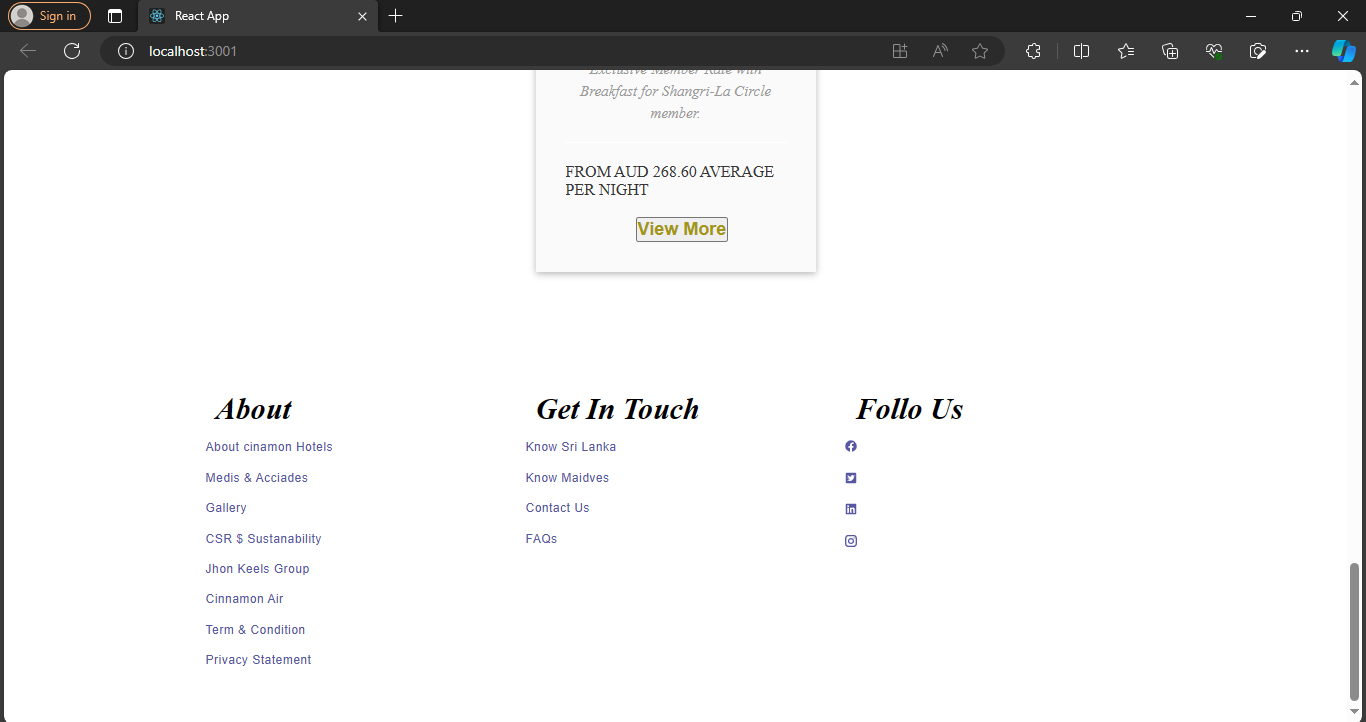 Sign in
React App
localhost:3001
Exclusive Member Rate with
Breakfast for Shangri-La Circle
member.
FROM AUD 268.60 AVERAGE
PER NIGHT
View More
About
About cinamon Hotels
Medis & Acciades
Gallery
CSR $ Sustanability
Jhon Keels Group
Cinnamon Air
Term & Condition
Privacy Statement
Get In Touch
Know Sri Lanka
Know Maidves
Contact Us
FAQs
Follo Us